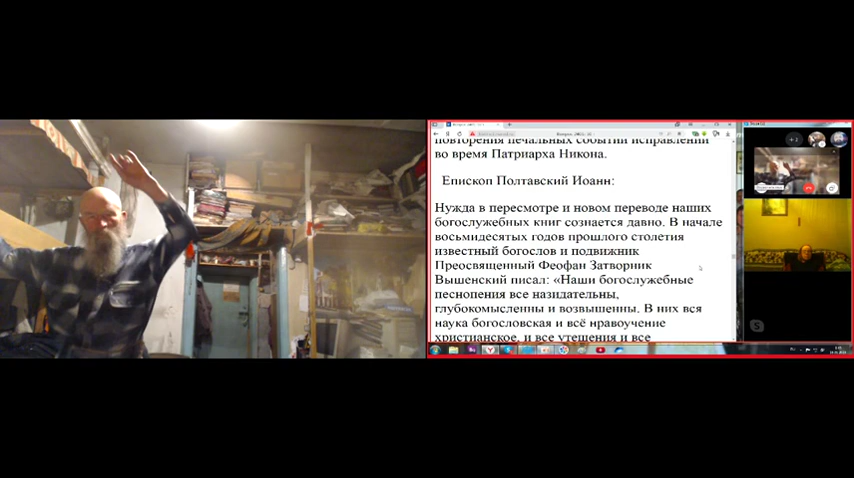 повторения печальных событий исправлений
во время Патриарха Никона.
Епископ Полтавский Иоанн:
Нужда в пересмотре и новом переводе наших
богослужебных книг сознается давно. В начале
восьмидесятых годов прошлого столетия
известный богослов и подвижник
Преосвященный Феофан Затворник
Вышенский писал: «Наши богослужебные
песнопения все назидательны,
глубокомысленны и возвышенны. В них вся
наука богословская и всё нравоучение
христианское, и все утешения и все